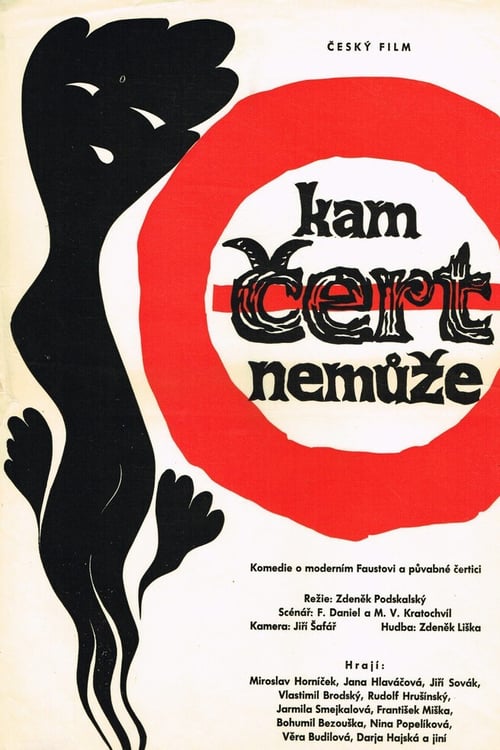 ČESKÝ FILM
kam
čert
nemůže
Komedie o moderním Faustovi a půvabné čertici
Režie: Zdeněk Podskalský
Scénář: F. Daniel a M. V. Kratochvíl
Kamera: Jiří Šafář Hudba: Zdeněk Liška
Hrají:
Miroslav Horníček, Jana Hlaváčová, Jiří Sovák,
Vlastimil Brodský, Rudolf Hrušínský,
Jarmila Smejkalová, František Miška,
Bohumil Bezouška, Nina Popelíková,
Věra Budilová, Darja Hajská a jiní